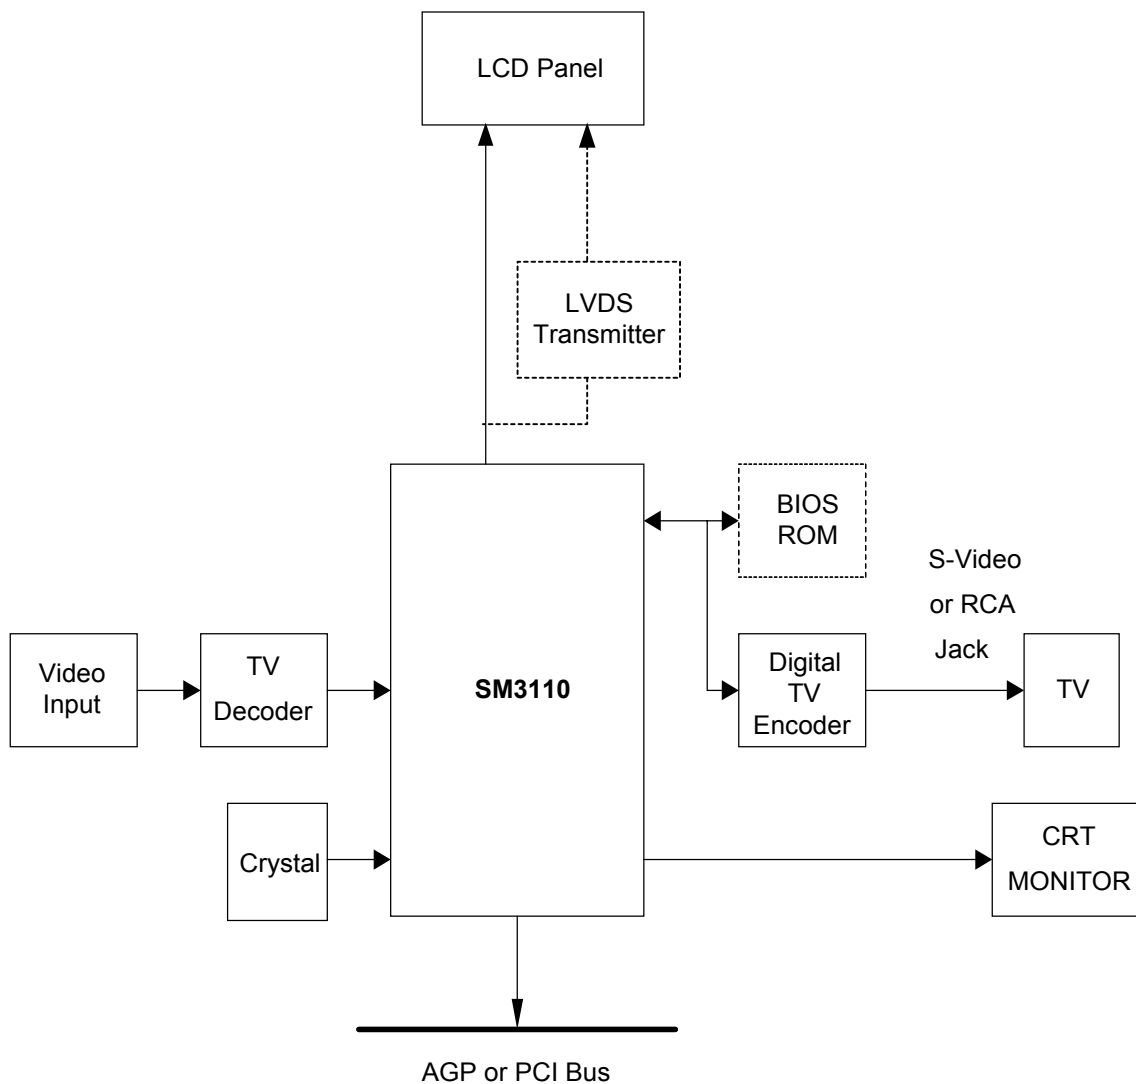 LCD Panel
LVDS
Transmitter
BIOS
ROM
S-Video
or RCA
Jack
Video
Input
TV
Decoder
SM3110
Digital
TV
Encoder
TV
Crystal
CRT
MONITOR
AGP or PCI Bus